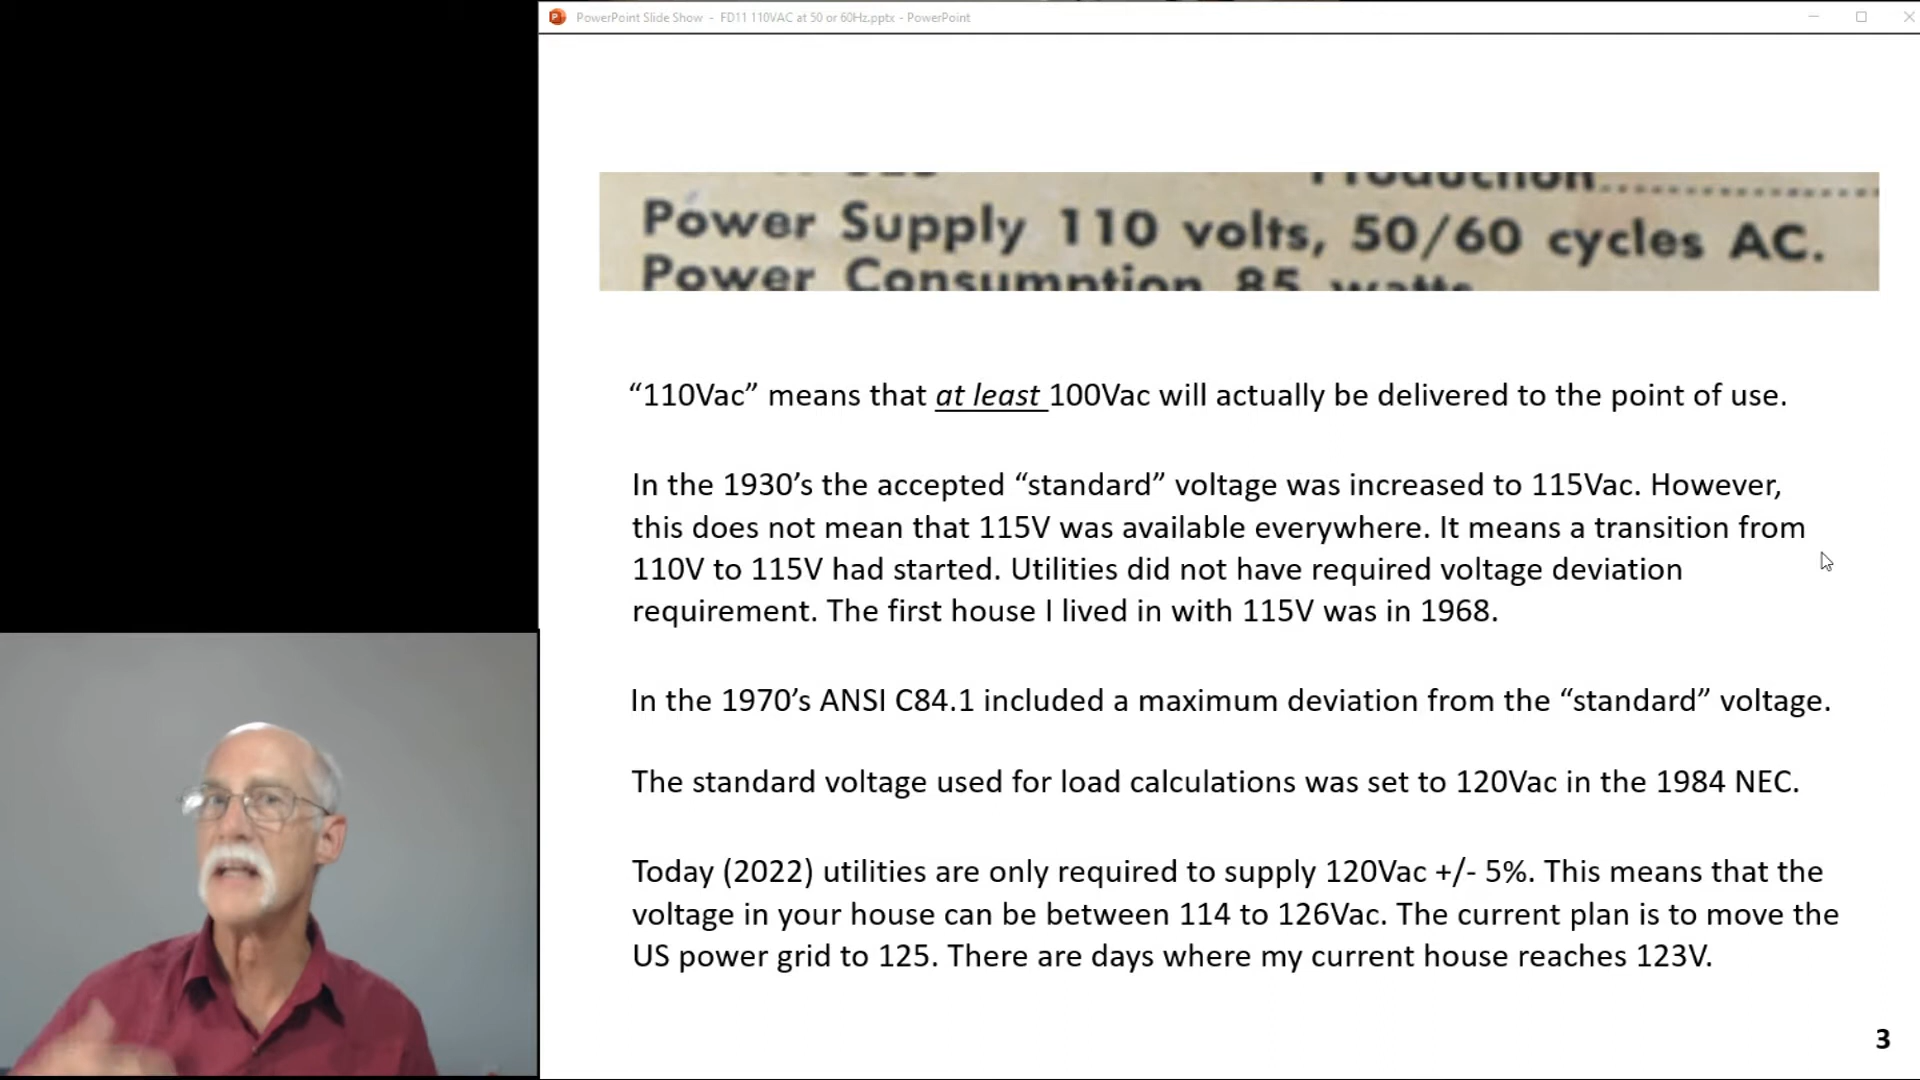 PowerPoint Slide Show - FD11 110VAC at 50 or 60Hz.pptx - PowerPoint
Production
Power Supply 110 volts, 50/60 cycles AC.
Power Consumption 85 watts
“110Vac” means that at least 100Vac will actually be delivered to the point of use.
In the 1930’s the accepted “standard” voltage was increased to 115Vac. However,
this does not mean that 115V was available everywhere. It means a transition from
110V to 115V had started. Utilities did not have required voltage deviation
requirement. The first house I lived in with 115V was in 1968.
In the 1970’s ANSI C84.1 included a maximum deviation from the “standard” voltage.
The standard voltage used for load calculations was set to 120Vac in the 1984 NEC.
Today (2022) utilities are only required to supply 120Vac +/- 5%. This means that the
voltage in your house can be between 114 to 126Vac. The current plan is to move the
US power grid to 125. There are days where my current house reaches 123V.
3